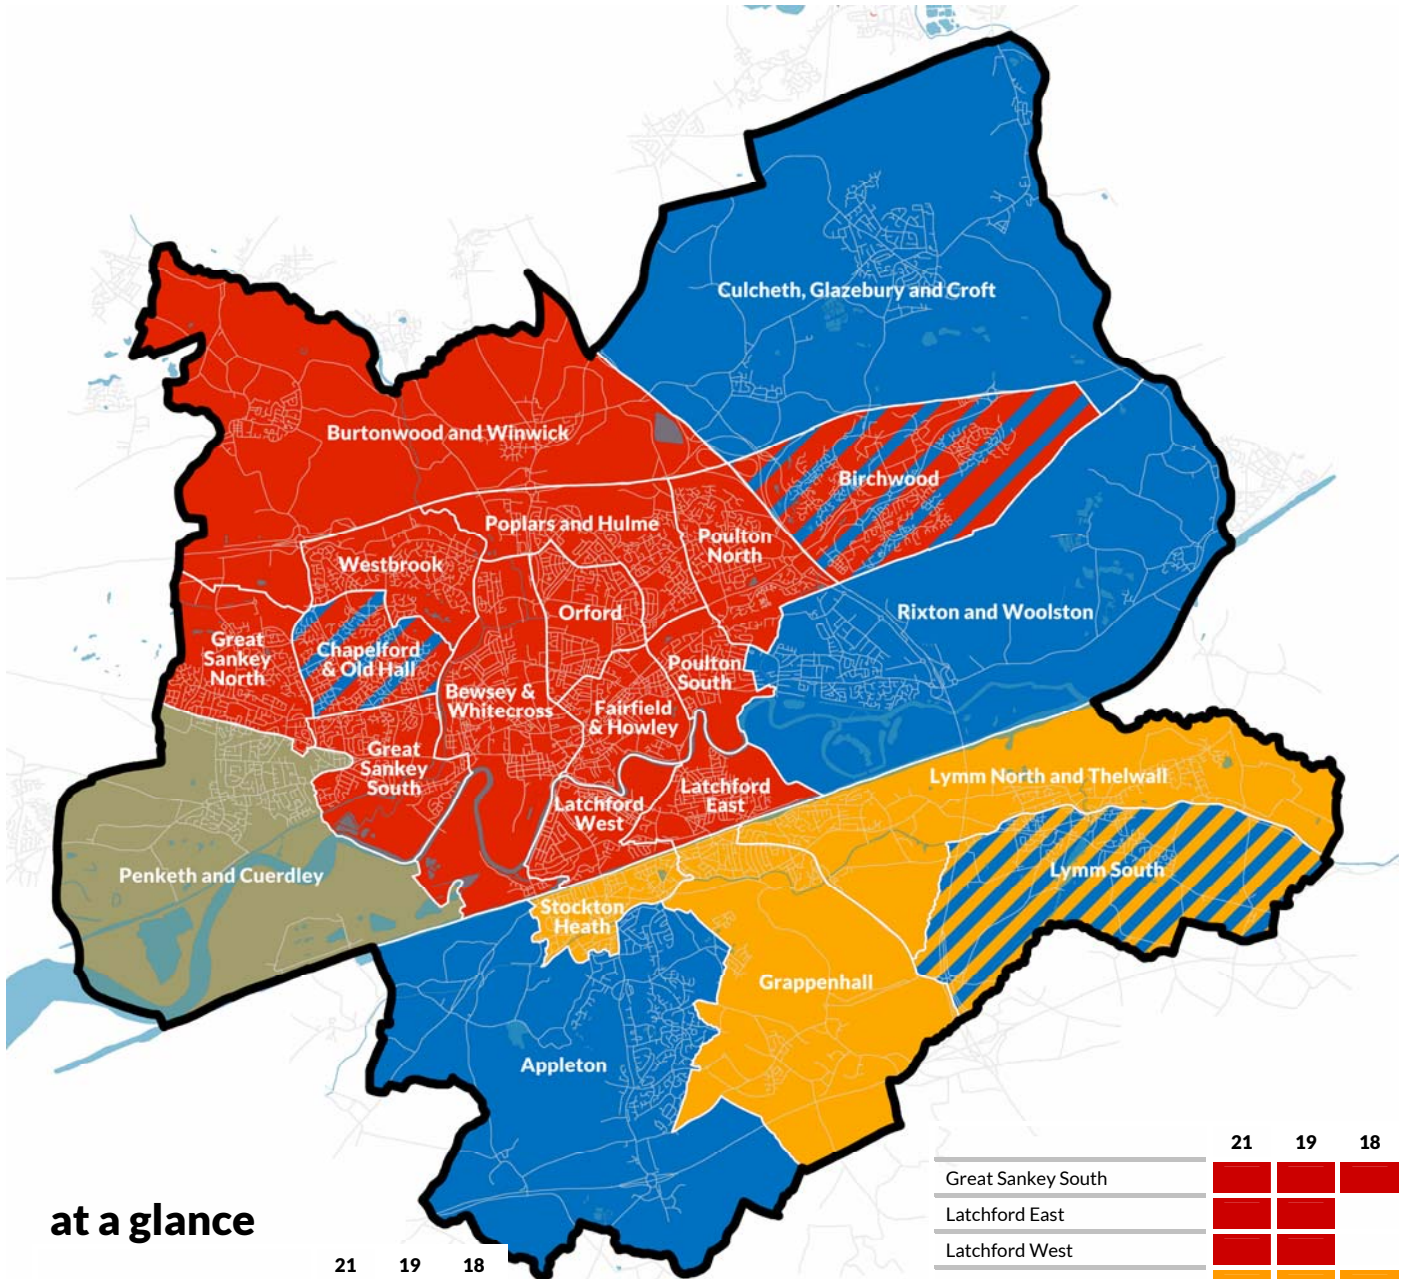 Culcheth, Glazebury and Croft
Burtonwood and Winwick
Birchwood
Poplars and Hulme
Poulton
North
Westbrook
Orford
Rixton and Woolston
Great
Sankey
North
Chapelford
& Old Hall
Poulton
South
Bewsey &
Whitecross
Fairfield
& Howley
Great
Sankey
South
Latchford
East
Latchford
West
Lymm North and Thelwall
Lymm South
Penketh and Cuerdley
Stockton
Heath
Grappenhall
Appleton
21 19 18
Great Sankey South
Latchford East
Latchford West
at a glance
21 19 18